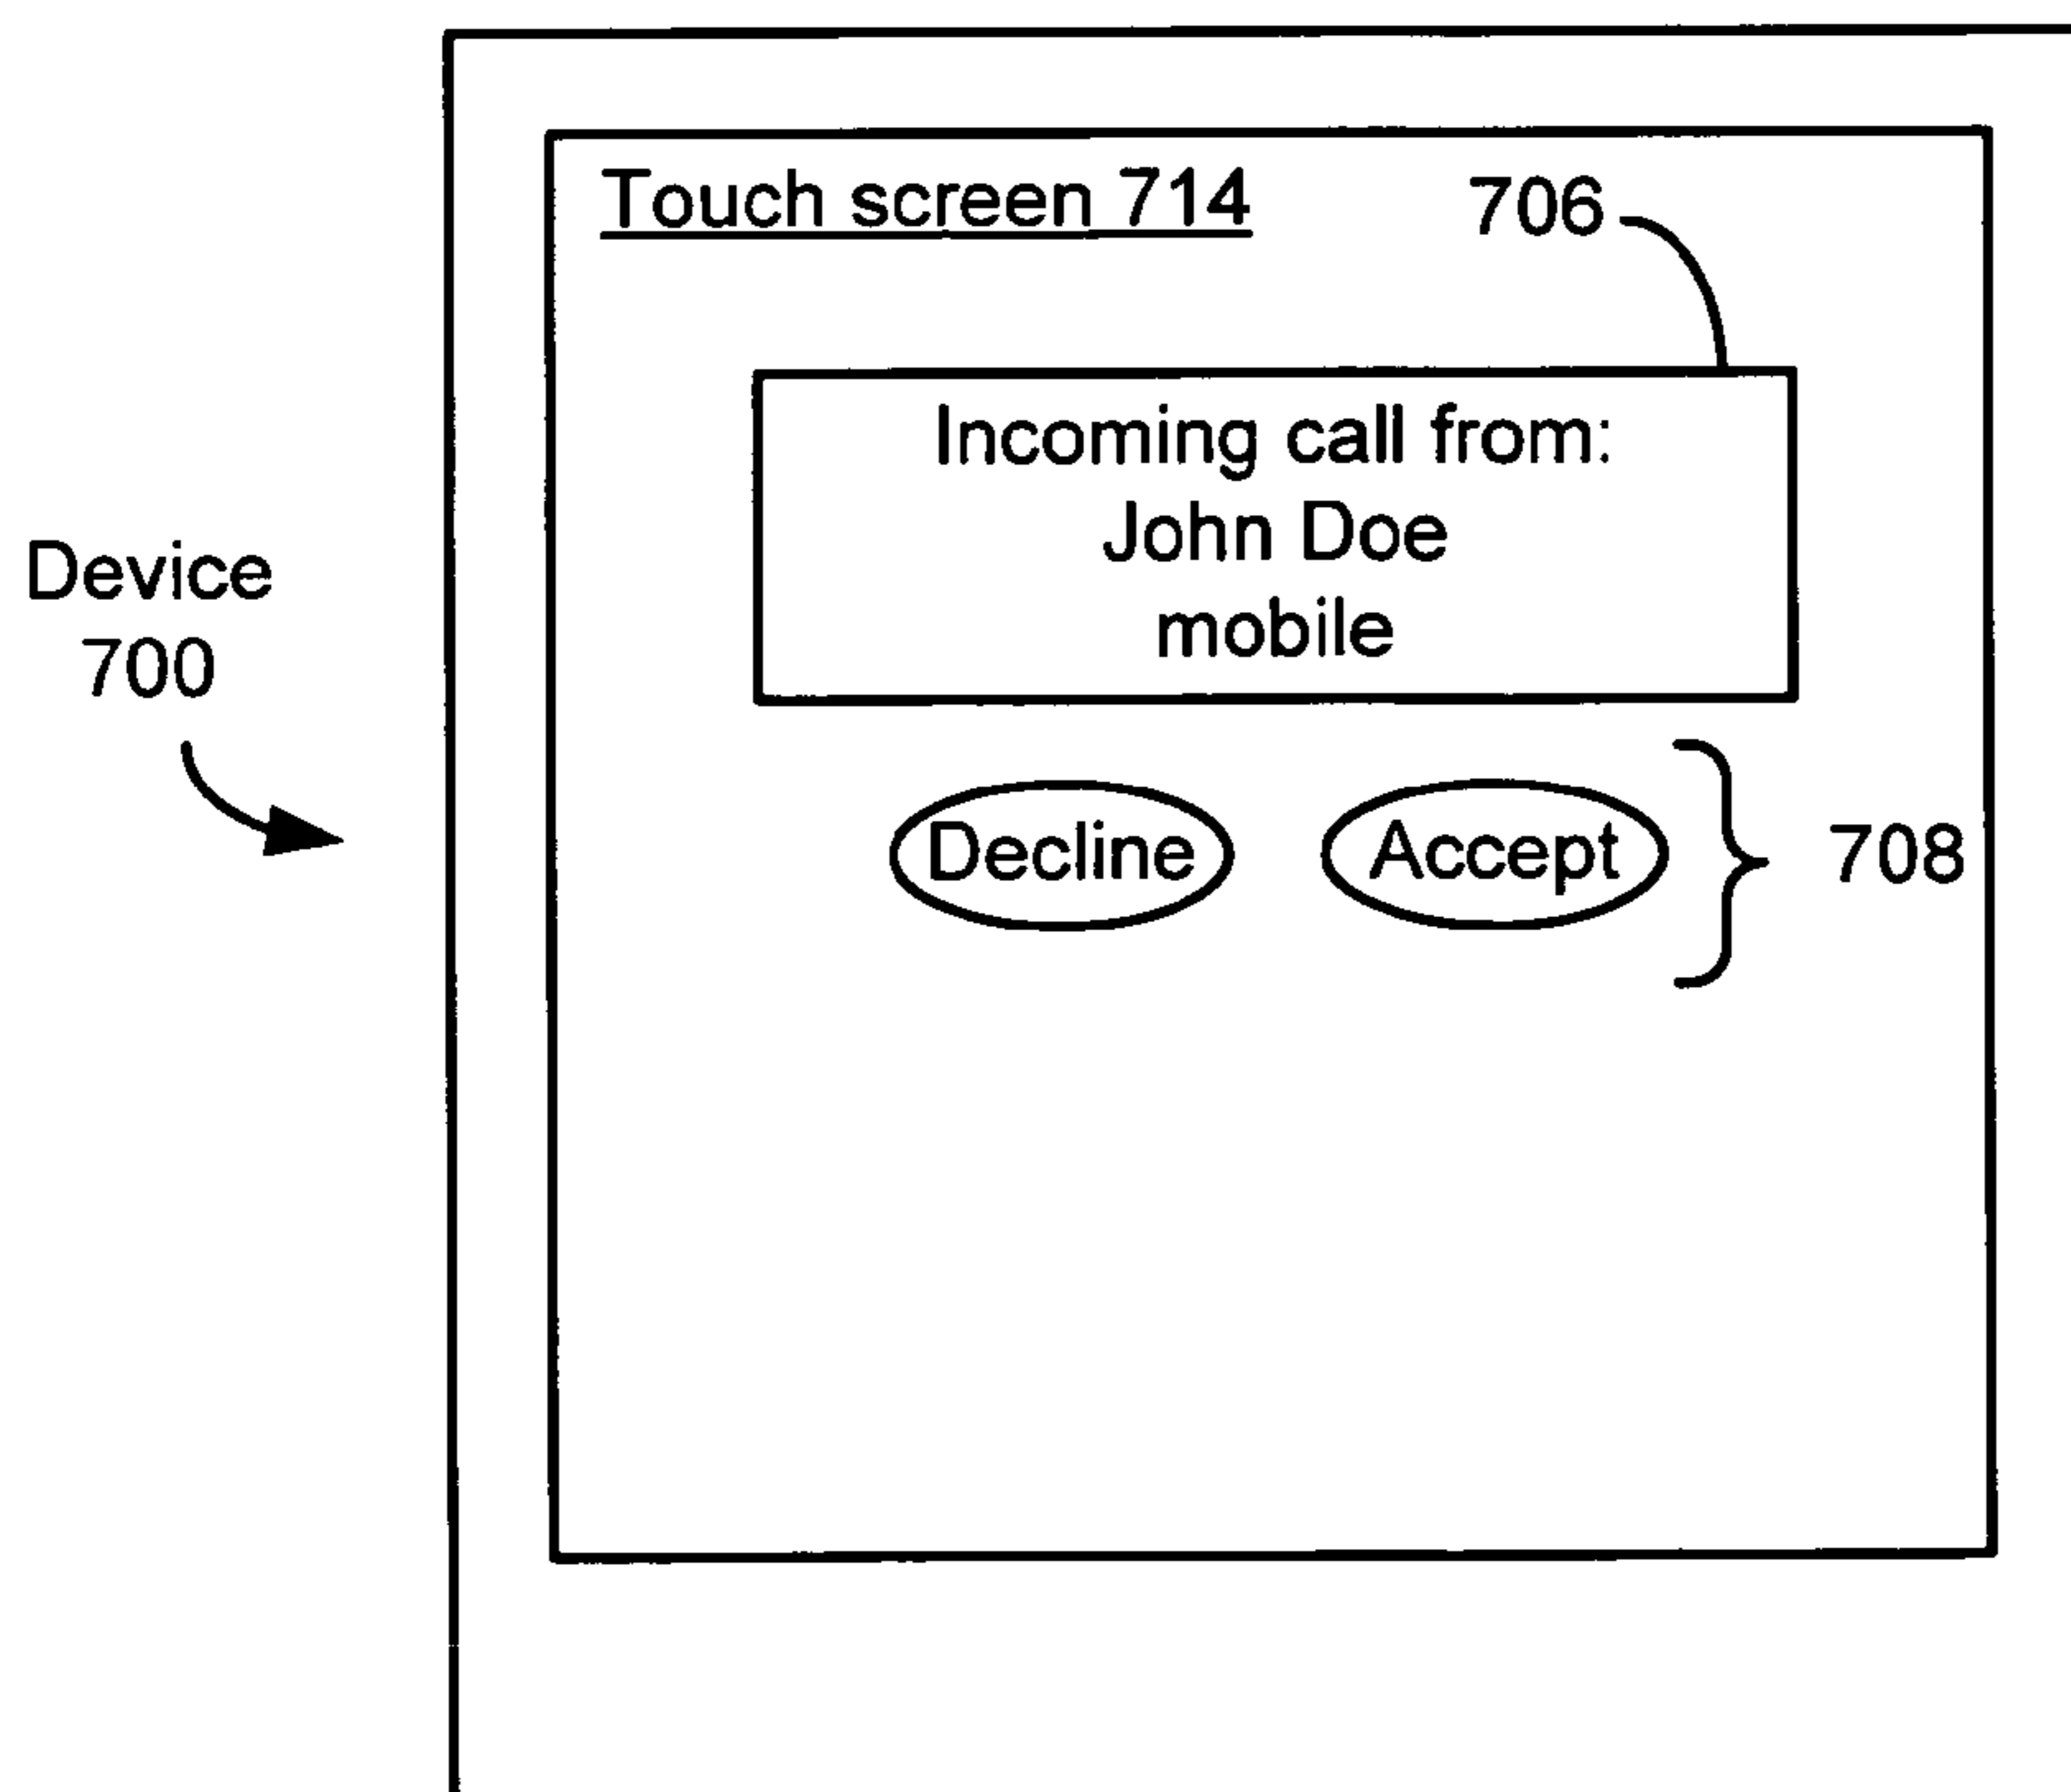 Touch screen 714
706
Incoming call from:
John Doe
mobile
Device
700
Decline
Accept
708